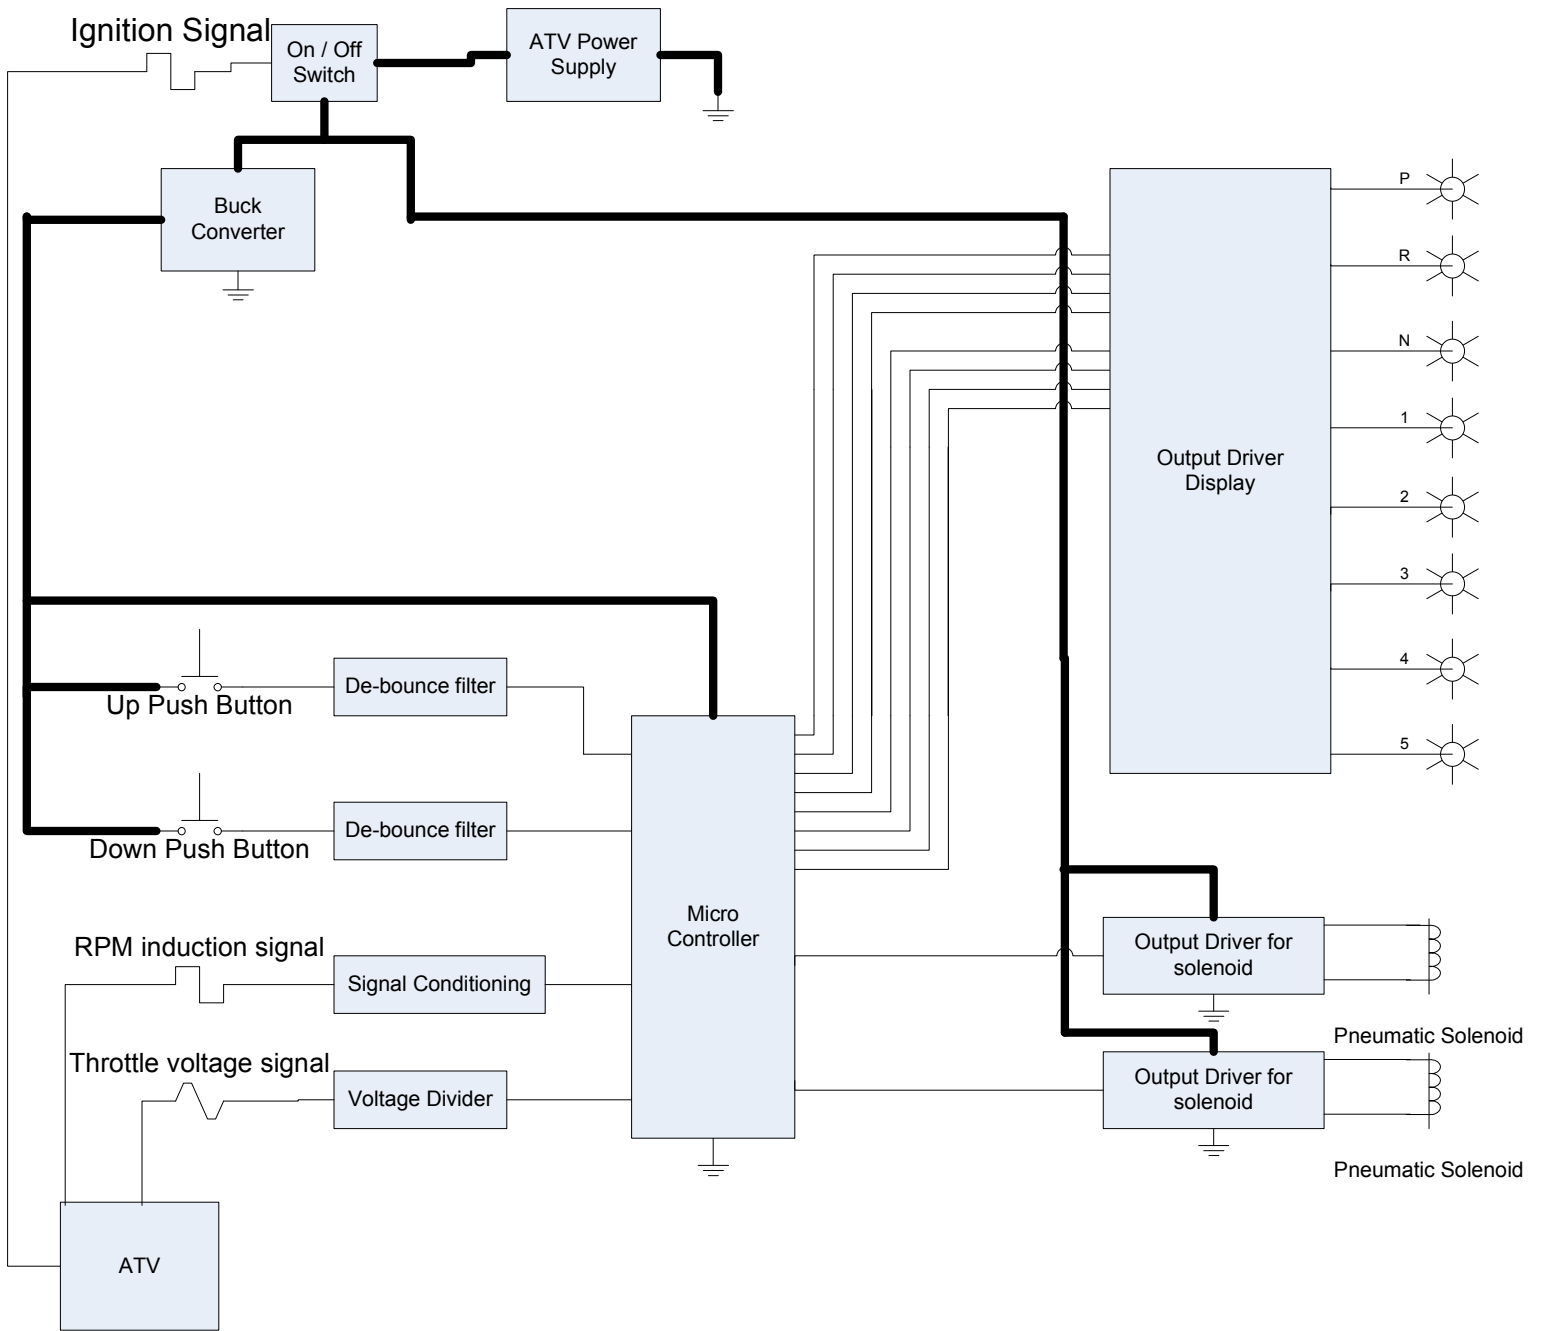 Ignition Signal
On / Off
Switch
ATV Power
Supply
Buck
Converter
P
R
N
1
2
3
4
5
Output Driver
Display
De-bounce filter
Up Push Button
De-bounce filter
Down Push Button
Micro
Controller
RPM induction signal
Signal Conditioning
Output Driver for
solenoid
Pneumatic Solenoid
Throttle voltage signal
Voltage Divider
Output Driver for
solenoid
Pneumatic Solenoid
ATV